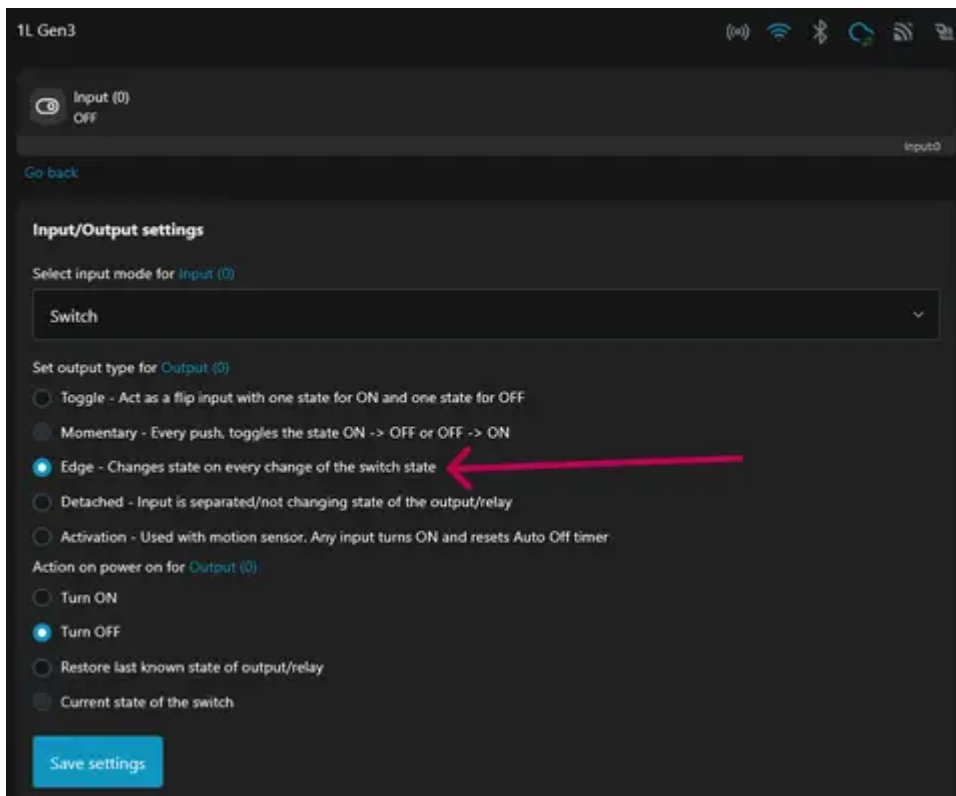 1L Gen3
Input (0)
OFF
input:0
Go back
Input/Output settings
Select input mode for Input (0)
Switch
Set output type for Output (0)
Toggle - Act as a flip input with one state for ON and one state for OFF
Momentary - Every push, toggles the state ON -> OFF or OFF -> ON
Edge - Changes state on every change of the switch state
Detached - Input is separated/not changing state of the output/relay
Activation - Used with motion sensor. Any input turns ON and resets Auto Off timer
Action on power on for Output (0)
Turn ON
Turn OFF
Restore last known state of output/relay
Current state of the switch
Save settings